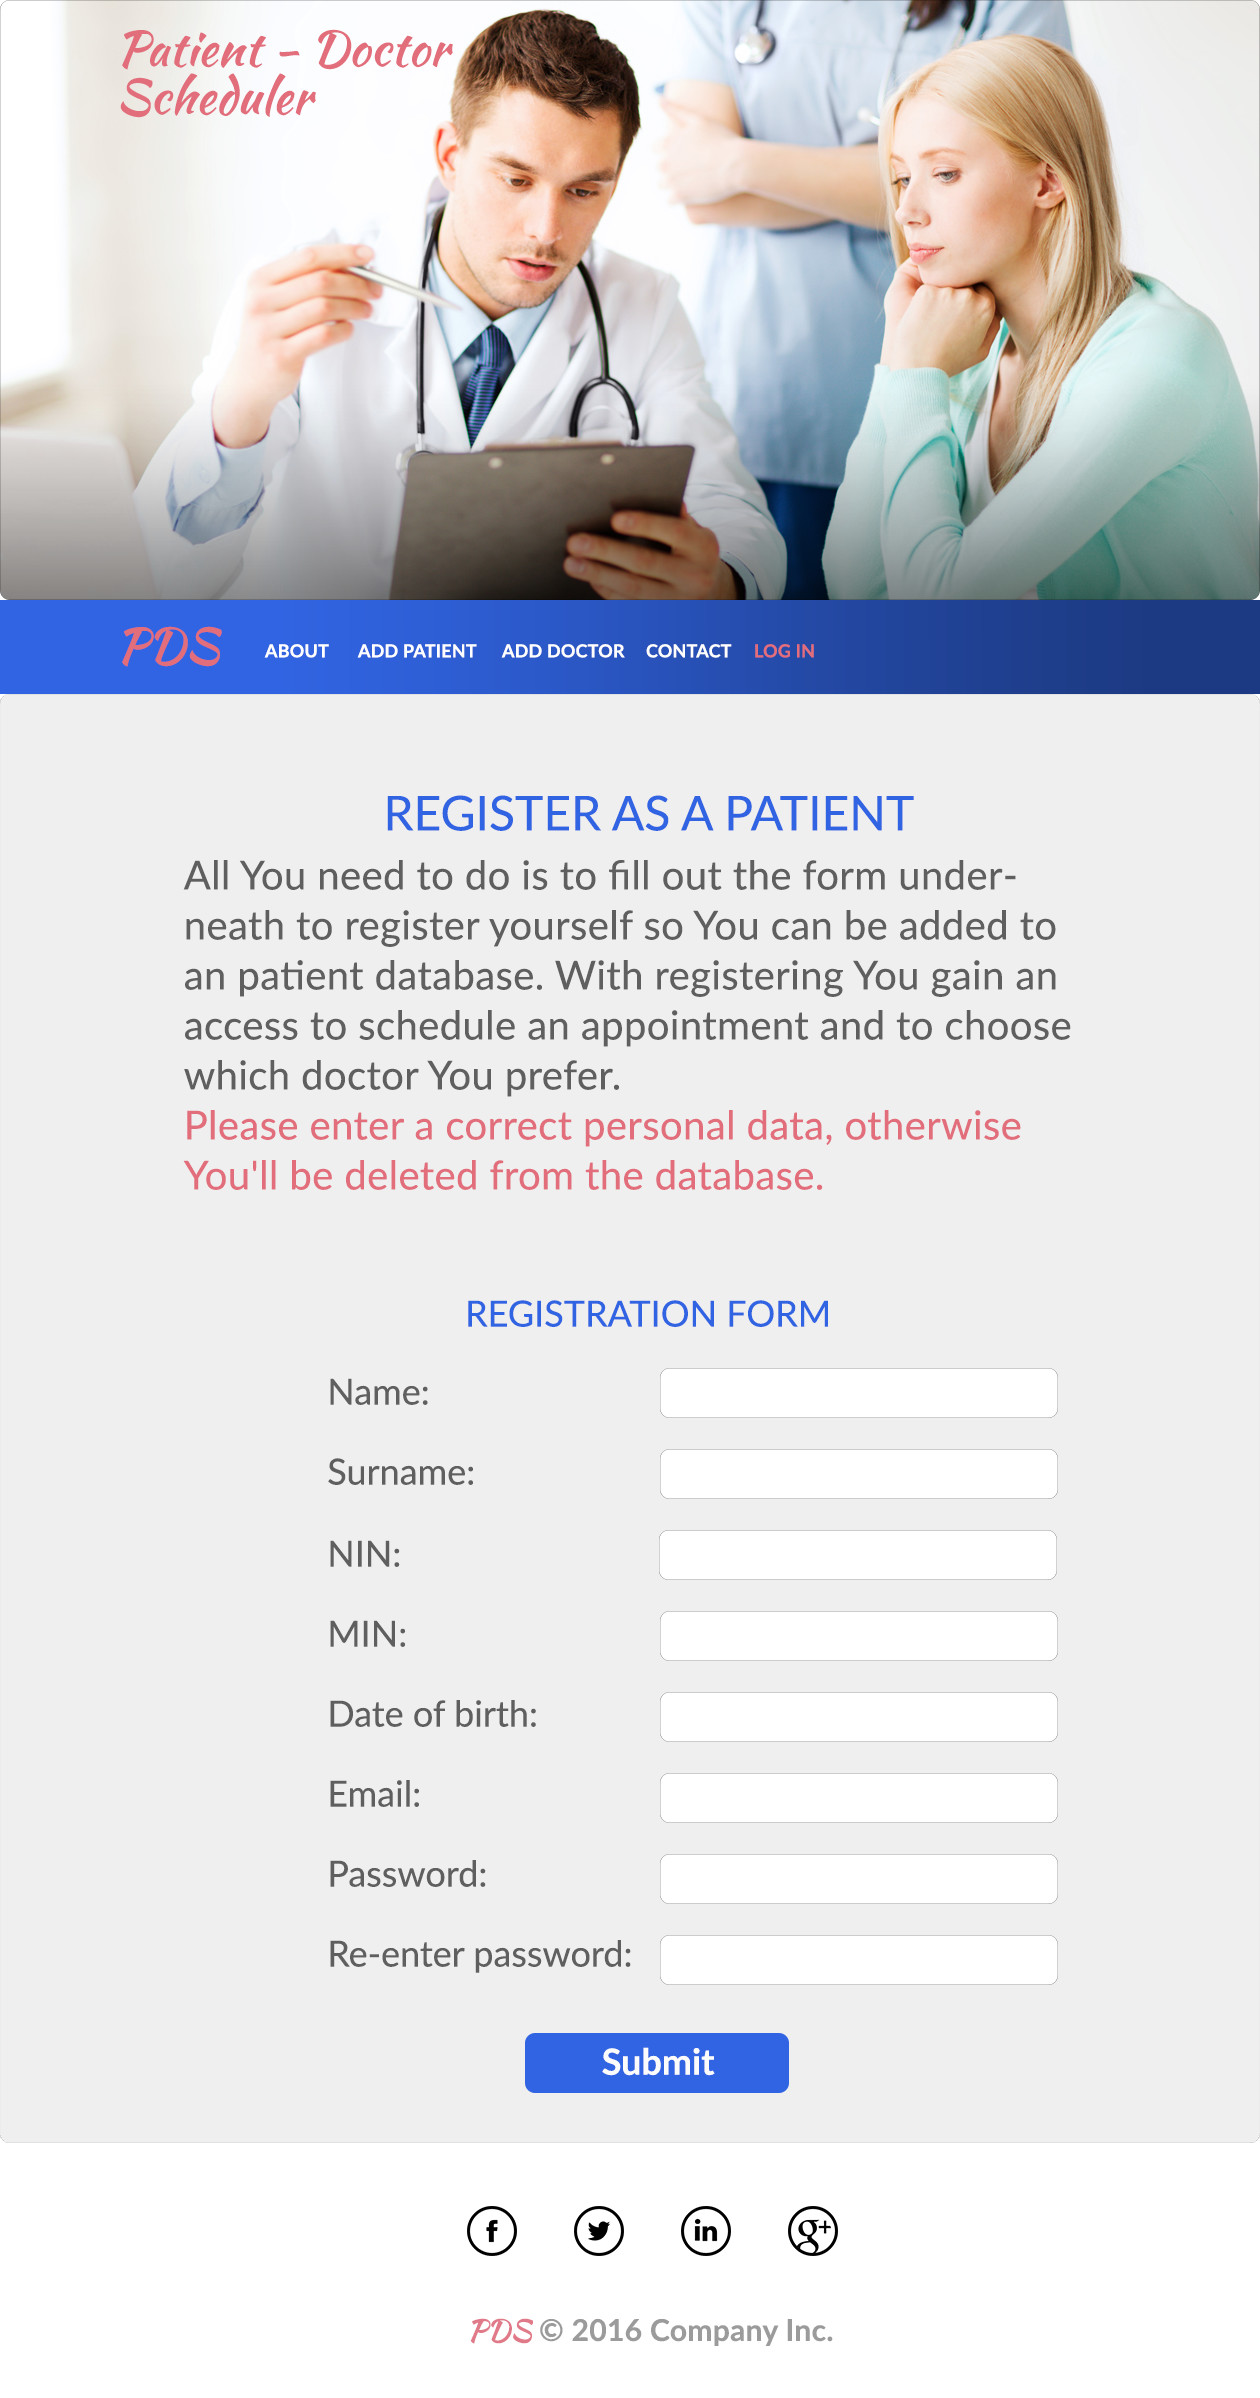 Patient - Doctor
Scheduler
PDS ABOUT ADD PATIENT ADD DOCTOR CONTACT LOG IN
REGISTER AS A PATIENT
All You need to do is to fill out the form under-
neath to register yourself so You can be added to
an patient database. With registering You gain an
access to schedule an appointment and to choose
which doctor You prefer.
Please enter a correct personal data, otherwise
You'll be deleted from the database.
REGISTRATION FORM
Name:
Surname:
NIN:
MIN:
Date of birth:
Email:
Password:
Re-enter password:
Submit
f in g+
PDS © 2016 Company Inc.